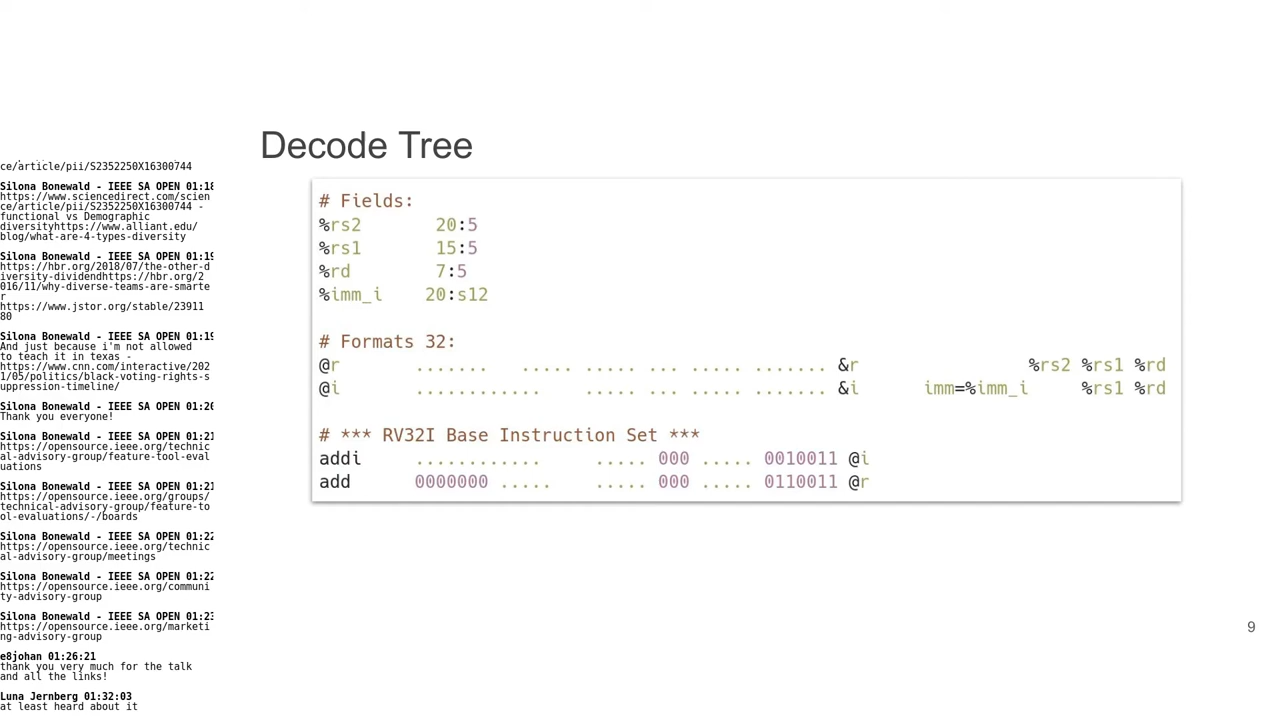 ce/article/pii/S2352250X16300744
Silona Bonewald - IEEE SA OPEN 01:18
https://www.sciencedirect.com/scien
ce/article/pii/S2352250X16300744 -
functional vs Demographic
diversityhttps://www.alliant.edu/
blog/what-are-4-types-diversity
Silona Bonewald - IEEE SA OPEN 01:19
https://hbr.org/2018/07/the-other-d
iversity-dividendhttps://hbr.org/2
016/11/why-diverse-teams-are-smarte
r
https://www.jstor.org/stable/23911
80
Silona Bonewald - IEEE SA OPEN 01:19
And just because i'm not allowed
to teach it in texas -
https://www.cnn.com/interactive/202
1/05/politics/black-voting-rights-s
uppression-timeline/
Silona Bonewald - IEEE SA OPEN 01:20
Thank you everyone!
Silona Bonewald - IEEE SA OPEN 01:21
https://opensource.ieee.org/technic
al-advisory-group/feature-tool-eval
uations
Silona Bonewald - IEEE SA OPEN 01:21
https://opensource.ieee.org/groups/
technical-advisory-group/feature-to
ol-evaluations/-/boards
Silona Bonewald - IEEE SA OPEN 01:22
https://opensource.ieee.org/technic
al-advisory-group/meetings
Silona Bonewald - IEEE SA OPEN 01:22
https://opensource.ieee.org/communi
ty-advisory-group
Silona Bonewald - IEEE SA OPEN 01:23
https://opensource.ieee.org/marketi
ng-advisory-group
e8johan 01:26:21
thank you very much for the talk
and all the links!
Luna Jernberg 01:32:03
at least heard about it
Decode Tree
# Fields:
%rs2 20:5
%rs1 15:5
%rd 7:5
%imm_i 20:s12
# Formats 32:
@r ....... ..... ..... ... ..... ....... &r %rs2 %rs1 %rd
@i ............ ..... ... ..... ....... &i imm=%imm_i %rs1 %rd
# *** RV32I Base Instruction Set ***
addi ............ ..... 000 ..... 0010011 @i
add 0000000 ..... ..... 000 ..... 0110011 @r
9